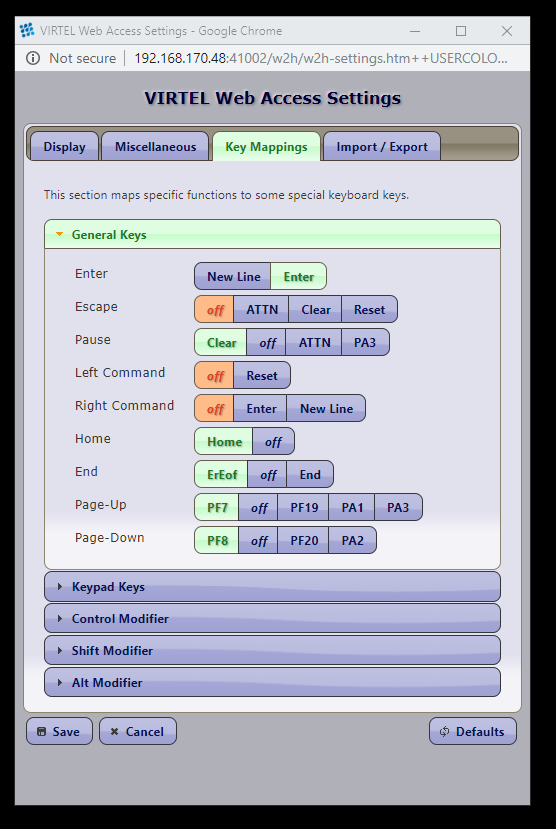 VIRTEL Web Access Settings - Google Chrome
Not secure | 192.168.170.48:41002/w2h/w2h-settings.htm++USERCOLO...
VIRTEL Web Access Settings
Display Miscellaneous Key Mappings Import / Export
This section maps specific functions to some special keyboard keys.
General Keys
Enter New Line Enter
Escape off ATTN Clear Reset
Pause Clear off ATTN PA3
Left Command off Reset
Right Command off Enter New Line
Home Home off
End ErEof off End
Page-Up PF7 off PF19 PA1 PA3
Page-Down PF8 off PF20 PA2
Keypad Keys
Control Modifier
Shift Modifier
Alt Modifier
Save Cancel Defaults